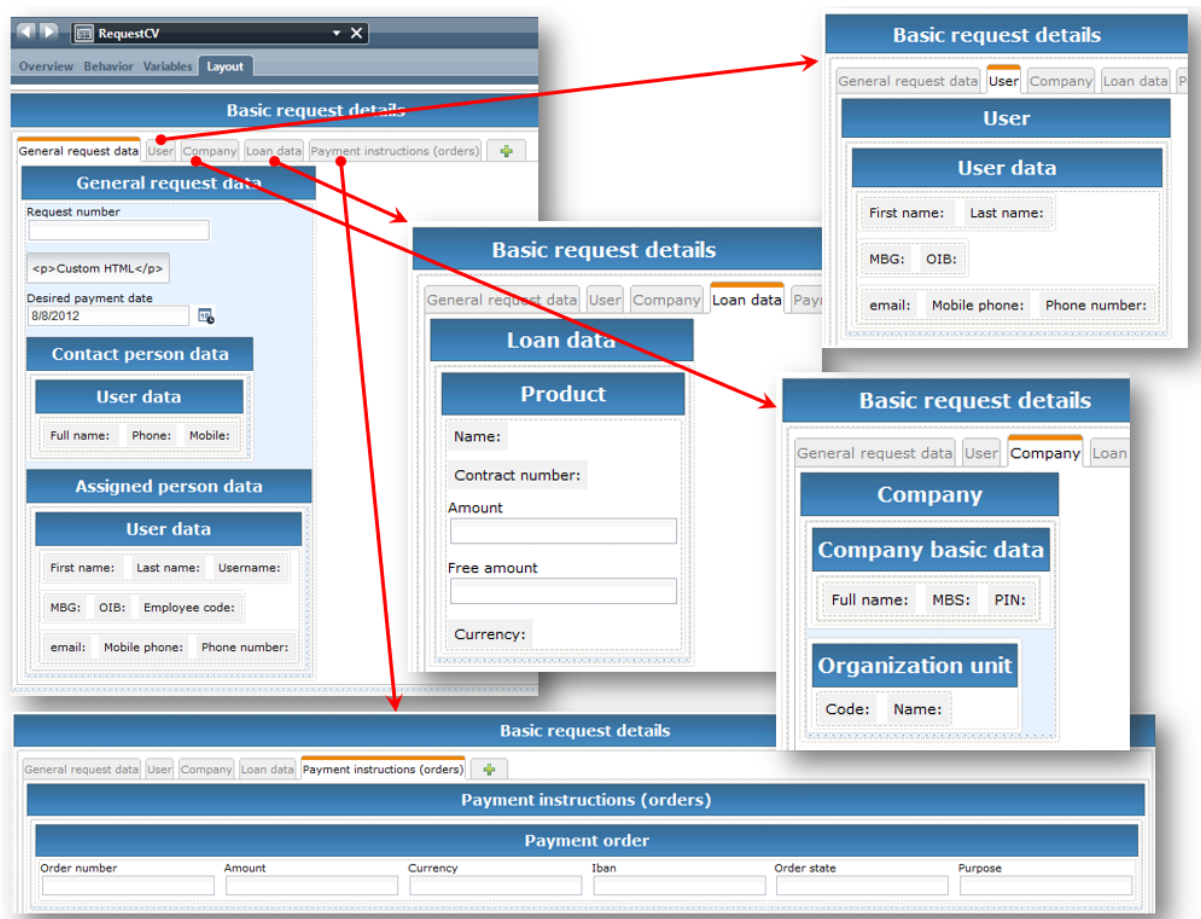 RequestCV
Overview Behavior Variables Layout
Basic request details
General request data User Company Loan data Payment instructions (orders)
General request data
Request number
<p>Custom HTML</p>
Desired payment date
8/8/2012
Contact person data
User data
Full name: Phone: Mobile:
Assigned person data
User data
First name: Last name: Username:
MBG: OIB: Employee code:
email: Mobile phone: Phone number:
Basic request details
General request data User Company Loan data P
User
User data
First name: Last name:
MBG: OIB:
email: Mobile phone: Phone number:
Basic request details
General request data User Company Loan data Payı
Loan data
Product
Name:
Contract number:
Amount
Free amount
Currency:
Basic request details
General request data User Company Loan
Company
Company basic data
Full name: MBS: PIN:
Organization unit
Code: Name:
Basic request details
General request data User Company Loan data Payment instructions (orders)
Payment instructions (orders)
Payment order
Order number Amount Currency Iban Order state Purpose